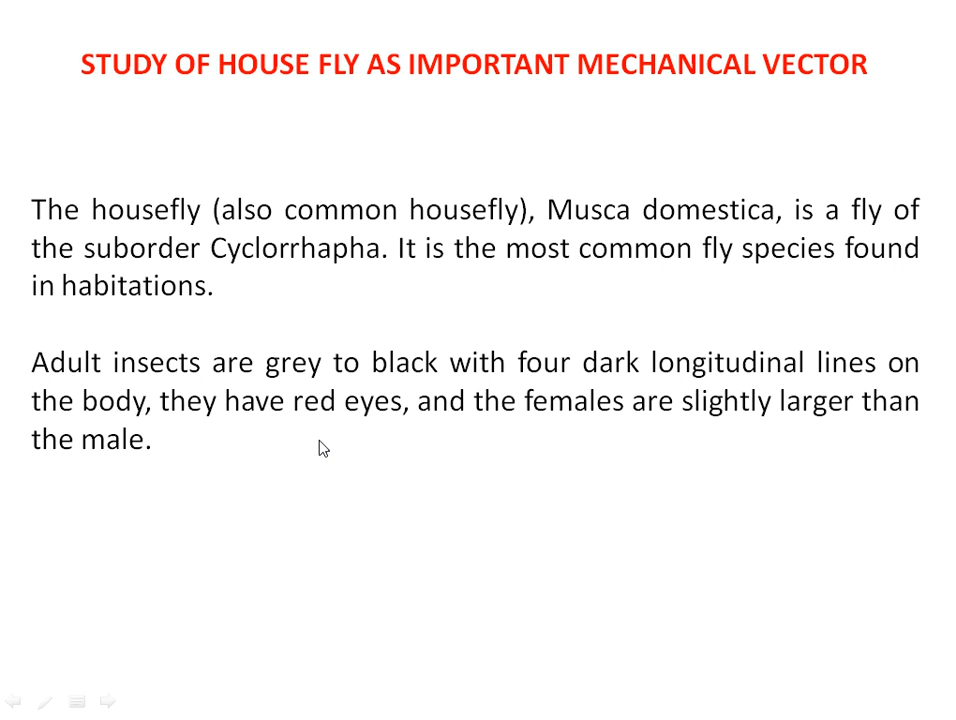 STUDY OF HOUSE FLY AS IMPORTANT MECHANICAL VECTOR
The housefly (also common housefly), Musca domestica, is a fly of
the suborder Cyclorrhapha. It is the most common fly species found
in habitations.
Adult insects are grey to black with four dark longitudinal lines on
the body, they have red eyes, and the females are slightly larger than
the male.